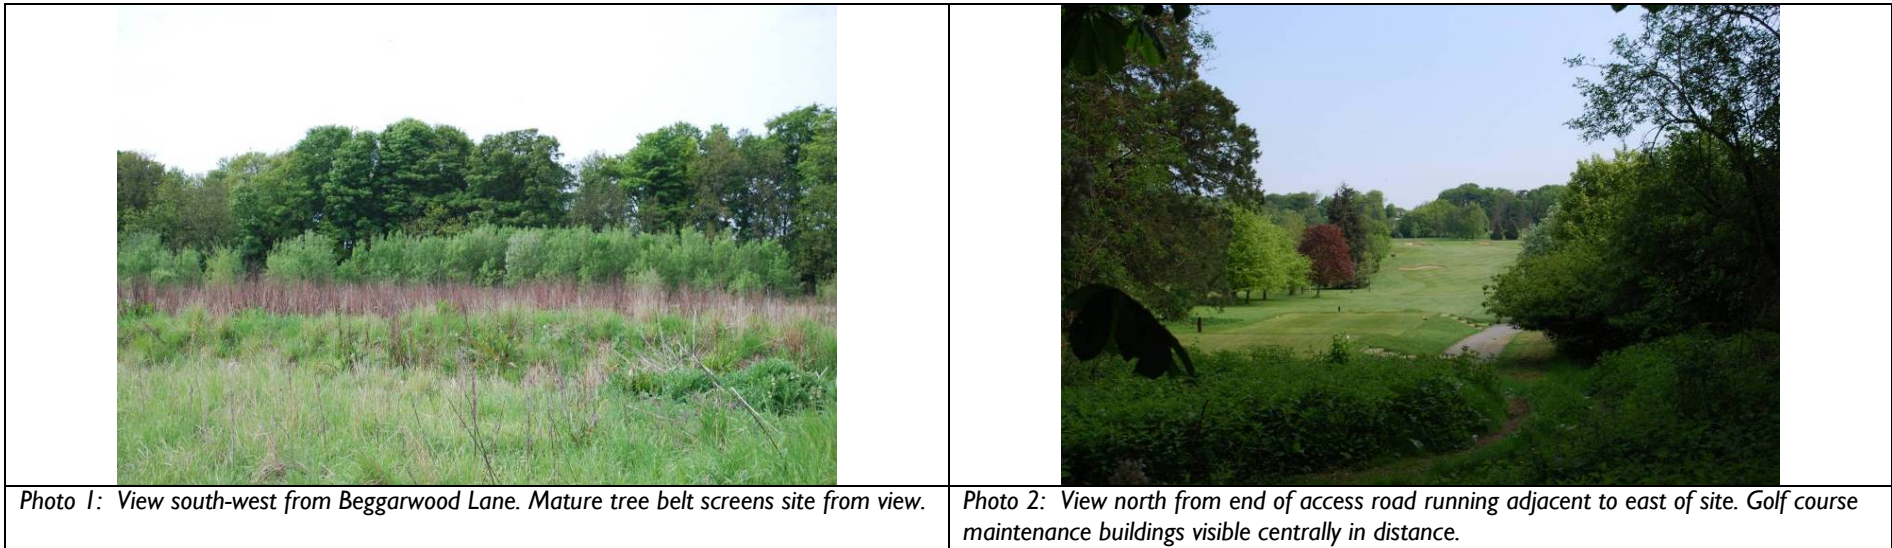 Photo 1: View south-west from Beggarwood Lane. Mature tree belt screens site from view.
Photo 2: View north from end of access road running adjacent to east of site. Golf course
maintenance buildings visible centrally in distance.